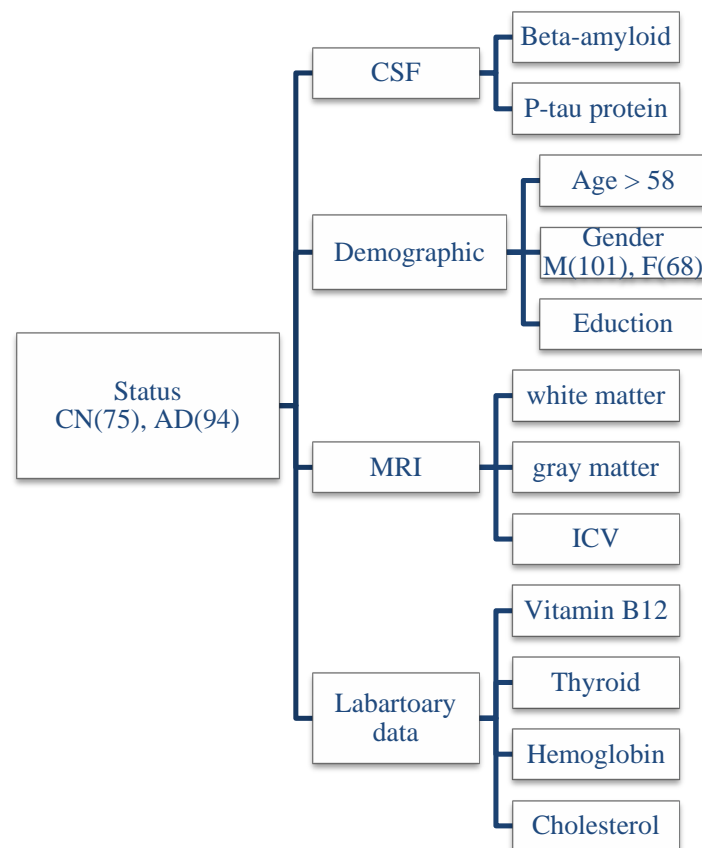 Status
CN(75), AD(94)
CSF
Beta-amyloid
P-tau protein
Demographic
Age > 58
Gender
M(101), F(68)
Eduction
MRI
white matter
gray matter
ICV
Labartoary
data
Vitamin B12
Thyroid
Hemoglobin
Cholesterol